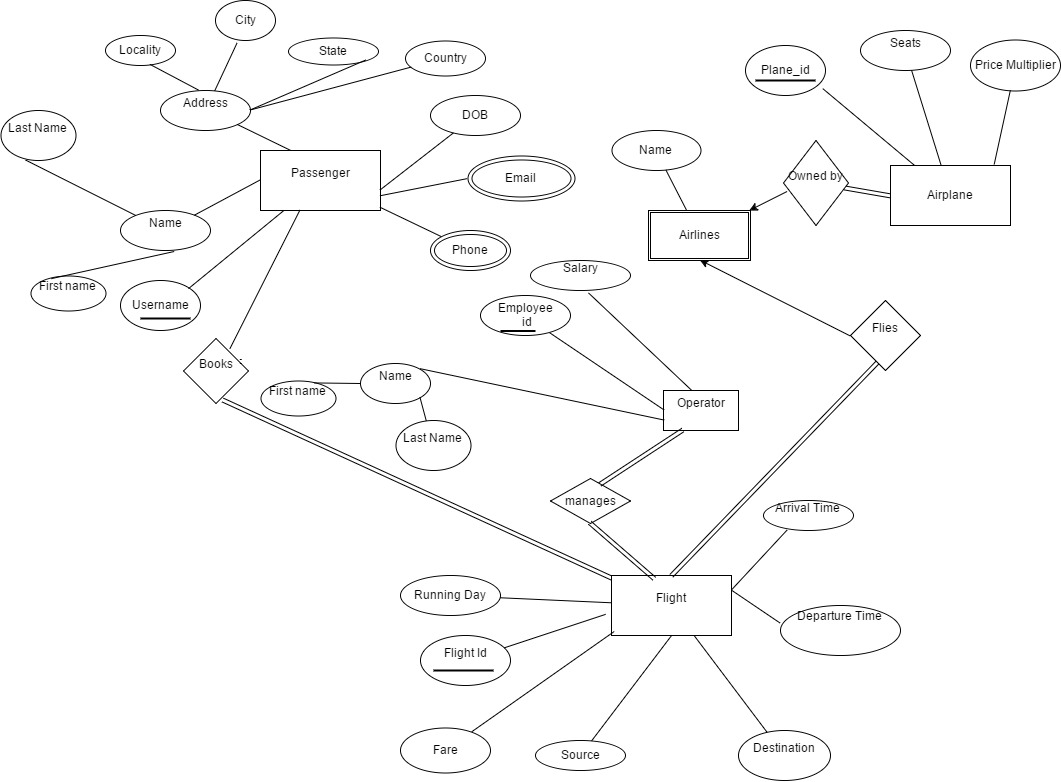 City
Locality
State
Country
Address
Seats
Plane_id
Price Multiplier
DOB
Last Name
Passenger
Email
Name
Owned by
Airplane
Name
Airlines
Phone
Salary
First name
Username
Employee
id
Flies
Books
First name
Name
Last Name
Operator
manages
Arrival Time
Running Day
Flight
Departure Time
Flight Id
Fare
Source
Destination